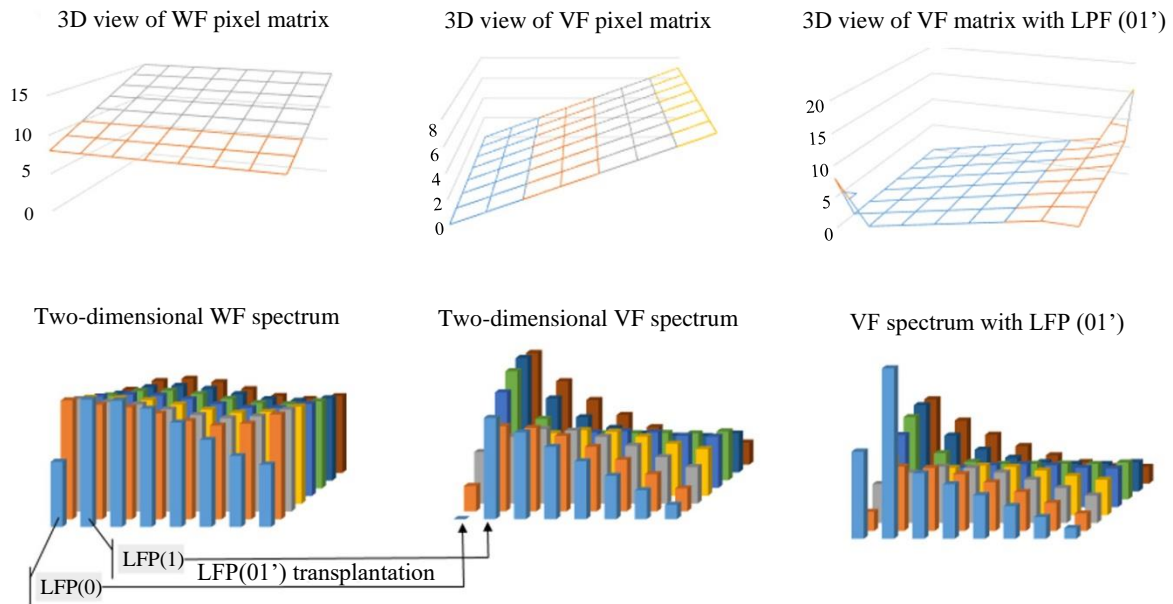 3D view of WF pixel matrix
3D view of VF pixel matrix
3D view of VF matrix with LPF (01’)
15
10
5
0
8
6
4
2
0
20
15
10
5
0
Two-dimensional WF spectrum
Two-dimensional VF spectrum
VF spectrum with LFP (01’)
LFP(1)
LFP(01’) transplantation
LFP(0)